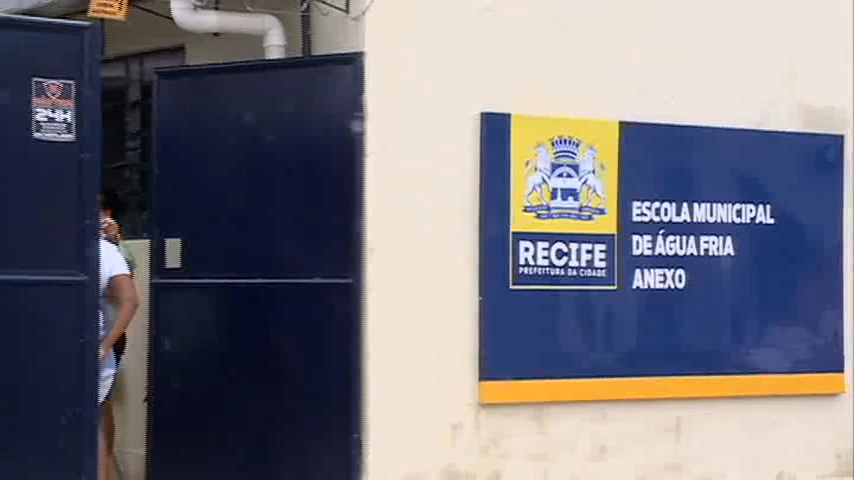 24H
RECIFE
PREFEITURA DA CIDADE
ESCOLA MUNICIPAL
DE ÁGUA FRIA
ANEXO